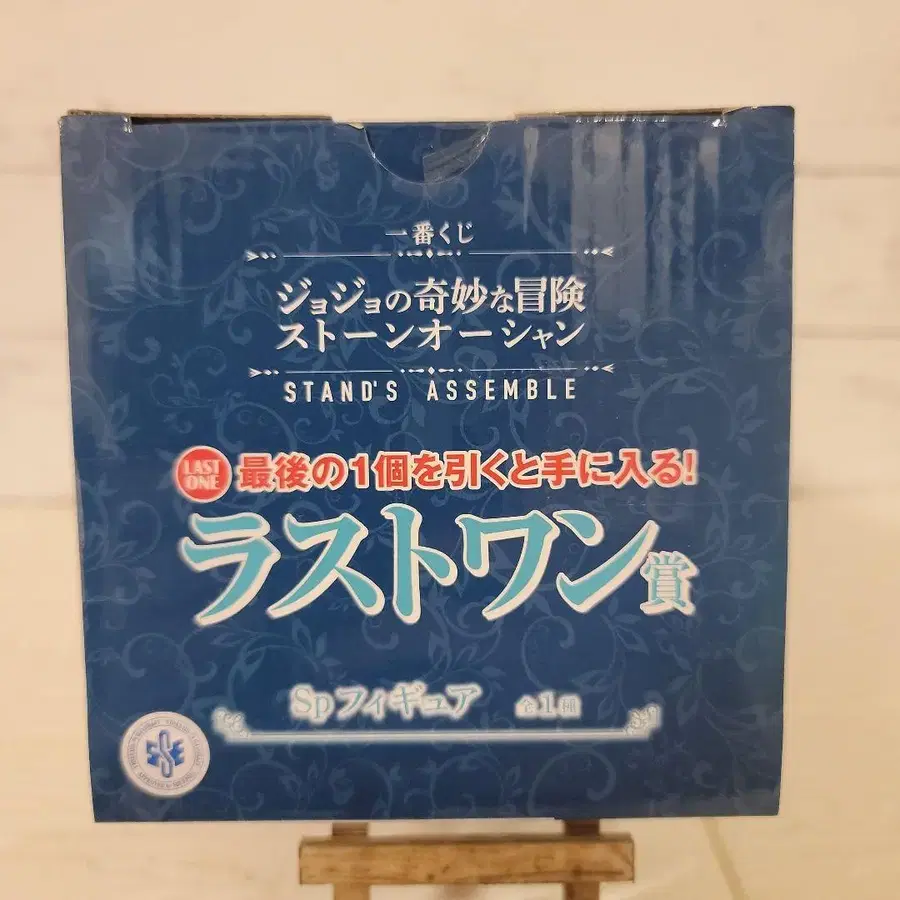 一番くじ
ジョジョの奇妙な冒険
ストーンオーシャン
STAND'S ASSEMBLE
LAST
ONE
最後の1個を引くと手に入る!
ラストワン賞
Spフィギュア 全1種